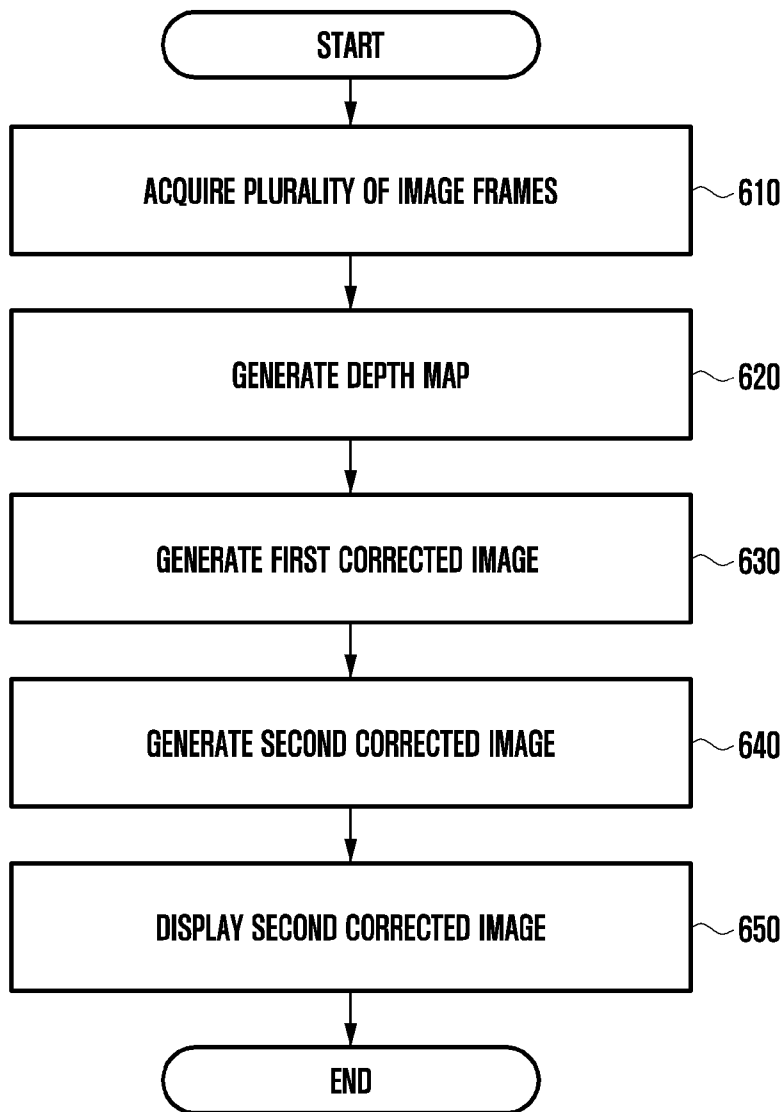 START
ACQUIRE PLURALITY OF IMAGE FRAMES
610
GENERATE DEPTH MAP
620
GENERATE FIRST CORRECTED IMAGE
630
GENERATE SECOND CORRECTED IMAGE
640
DISPLAY SECOND CORRECTED IMAGE
650
END